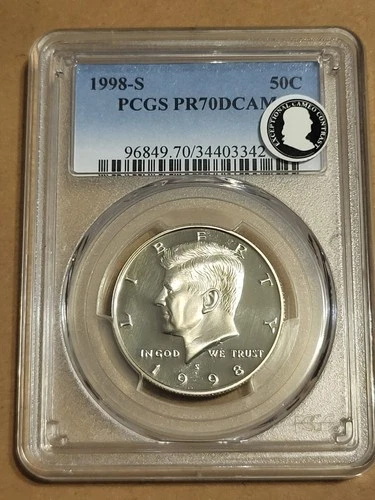 1998-S 50C
PCGS PR70DCAM
96849.70/34403342
EXCEPTIONAL CAMEO CONTRAST
LIBERTY
IN GOD WE TRUST
S
1998